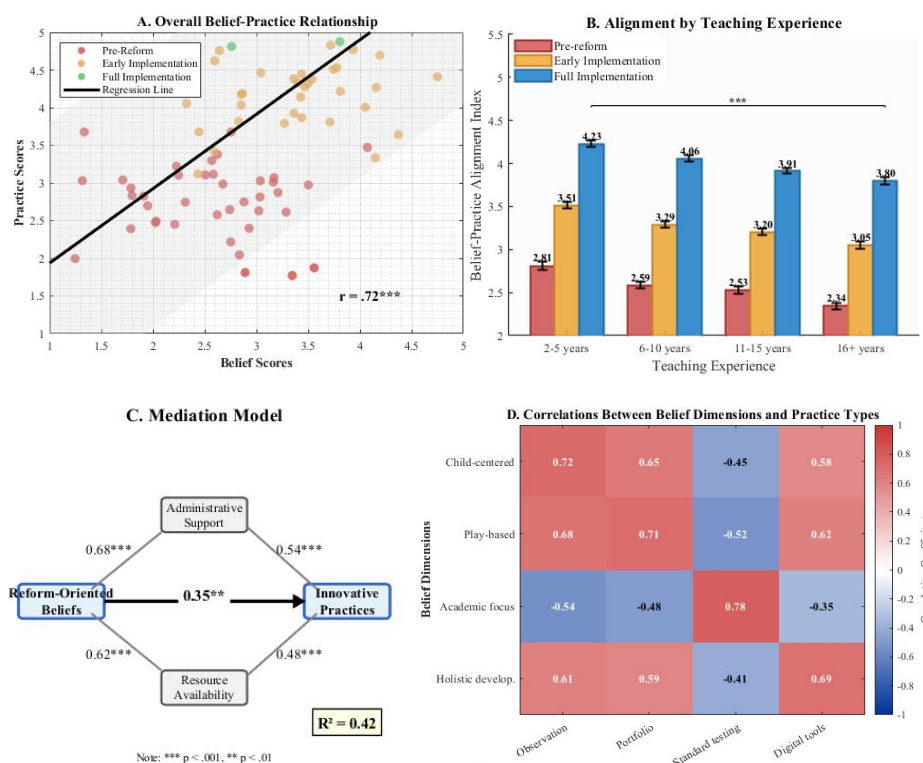 A. Overall Belief-Practice Relationship
Pre-Reform
Early Implementation
Full Implementation
Regression Line
Practice Scores
5
4.5
4
3.5
3
2.5
2
1.5
1
r = .72***
1 1.5 2 2.5 3 3.5 4 4.5 5
Belief Scores
B. Alignment by Teaching Experience
Pre-reform
Early Implementation
Full Implementation
***
Belief-Practice Alignment Index
5
4.5
4
3.5
3
2.5
2
2.81 3.51 4.23
2.59 3.29 4.06
2.53 3.20 3.91
2.34 3.05 3.80
2-5 years 6-10 years 11-15 years 16+ years
Teaching Experience
C. Mediation Model
Administrative
Support
0.68*** 0.54***
Reform-Oriented
Beliefs
0.35**
Innovative
Practices
0.62*** 0.48***
Resource
Availability
R² = 0.42
Note: *** p < .001, ** p < .01
D. Correlations Between Belief Dimensions and Practice Types
Belief Dimensions
Child-centered 0.72 0.65 -0.45 0.58
Play-based 0.68 0.71 -0.52 0.62
Academic focus -0.54 -0.48 0.78 -0.35
Holistic develop. 0.61 0.59 -0.41 0.69
Observation Portfolio Standard testing Digital tools
1
0.8
0.6
0.4
0.2
0
-0.2
-0.4
-0.6
-0.8
-1